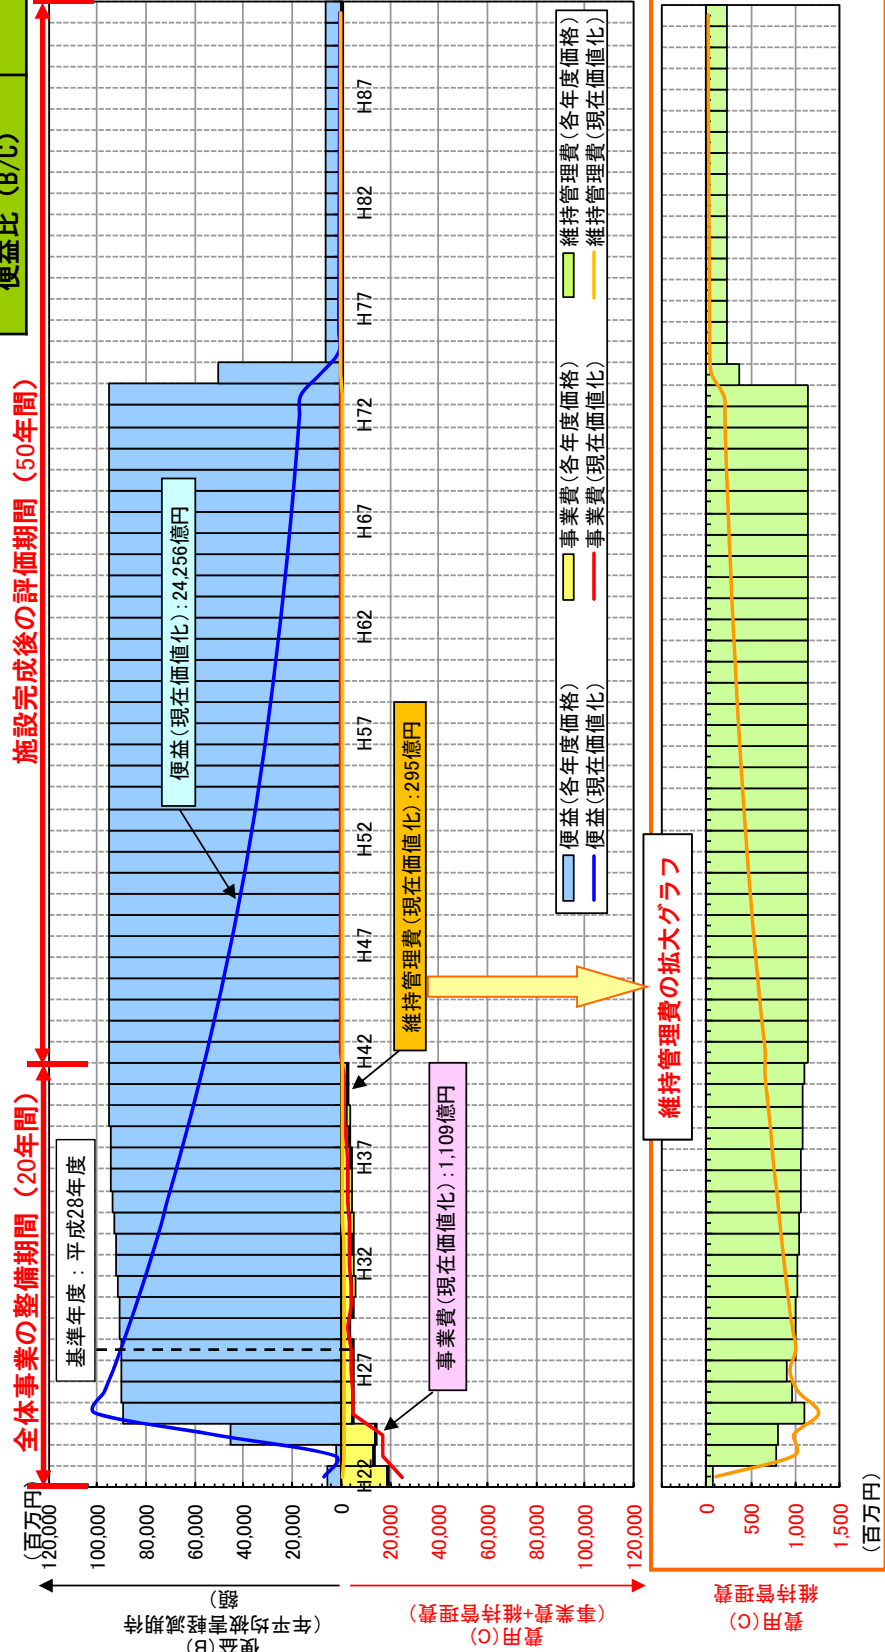 便益比 (B/C)
全体事業の整備期間 (20年間)
施設完成後の評価期間 (50年間)
(百万円)
120,000
100,000
80,000
60,000
40,000
20,000
0
20,000
40,000
60,000
80,000
100,000
120,000
便益(B)
(年平均被害軽減期待
額)
費用(C)
(事業費+維持管理費)
基準年度：平成28年度
便益(現在価値化)：24,256億円
維持管理費(現在価値化)：295億円
事業費(現在価値化)：1,109億円
H22
H27
H32
H37
H42
H47
H52
H57
H62
H67
H72
H77
H82
H87
便益(各年度価格)
事業費(各年度価格)
維持管理費(各年度価格)
便益(現在価値化)
事業費(現在価値化)
維持管理費(現在価値化)
維持管理費の拡大グラフ
0
500
1,000
1,500
(百万円)
費用(C)
維持管理費